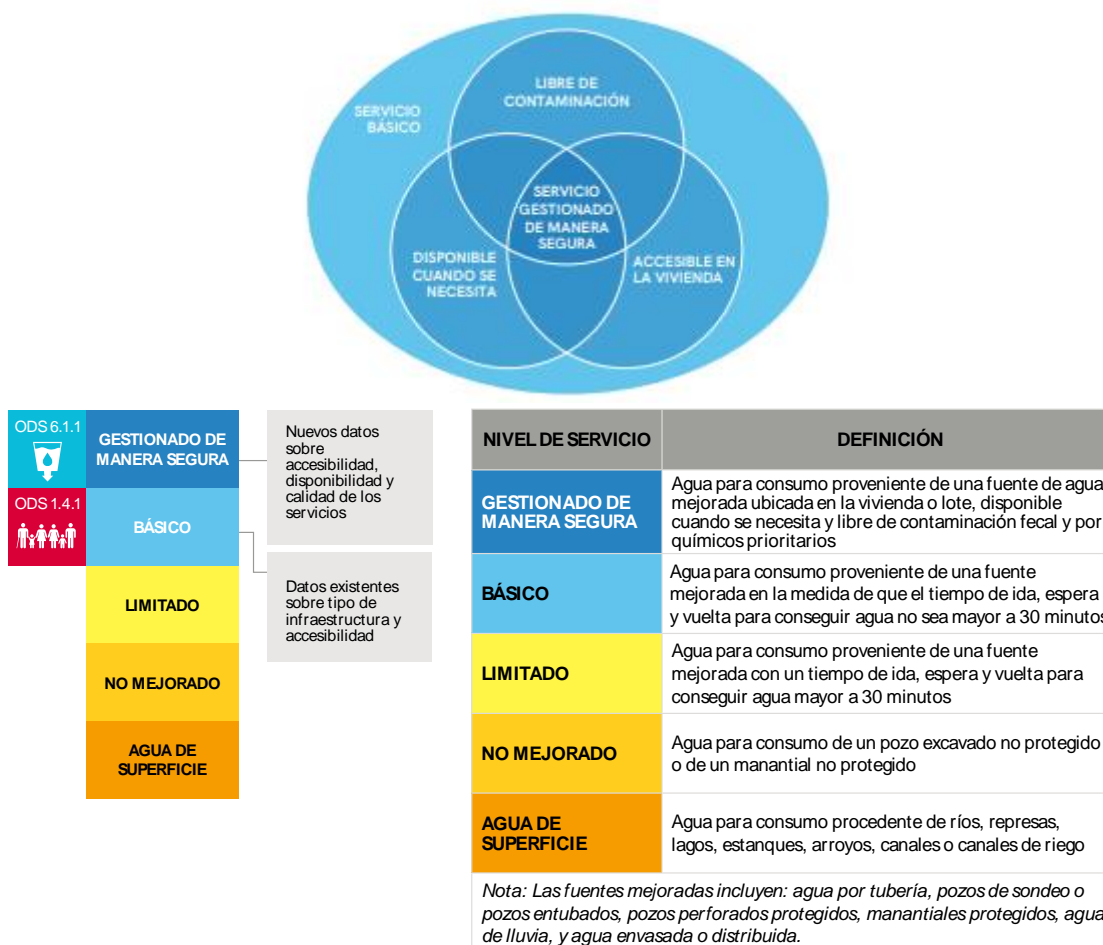 LIBRE DE
CONTAMINACIÓN
SERVICIO
BÁSICO
SERVICIO
GESTIONADO
DE MANERA
SEGURA
DISPONIBLE
CUANDO SE
NECESITA
ACCESIBLE EN
LA VIVIENDA
ODS 6.1.1
GESTIONADO DE
MANERA SEGURA
ODS 1.4.1
BÁSICO
LIMITADO
NO MEJORADO
AGUA DE
SUPERFICIE
Nuevos datos
sobre
accesibilidad,
disponibilidad y
calidad de los
servicios
Datos existentes
sobre tipo de
infraestructura y
accesibilidad
NIVEL DE SERVICIO
DEFINICIÓN
GESTIONADO DE
MANERA SEGURA
Agua para consumo proveniente de una fuente de agua
mejorada ubicada en la vivienda o lote, disponible
cuando se necesita y libre de contaminación fecal y por
químicos prioritarios
BÁSICO
Agua para consumo proveniente de una fuente
mejorada en la medida de que el tiempo de ida, espera
y vuelta para conseguir agua no sea mayor a 30 minutos
LIMITADO
Agua para consumo proveniente de una fuente
mejorada con un tiempo de ida, espera y vuelta para
conseguir agua mayor a 30 minutos
NO MEJORADO
Agua para consumo de un pozo excavado no protegido
o de un manantial no protegido
AGUA DE
SUPERFICIE
Agua para consumo procedente de ríos, represas,
lagos, estanques, arroyos, canales o canales de riego
Nota: Las fuentes mejoradas incluyen: agua por tubería, pozos de sondeo o
pozos entubados, pozos perforados protegidos, manantiales protegidos, agua
de lluvia, y agua envasada o distribuida.